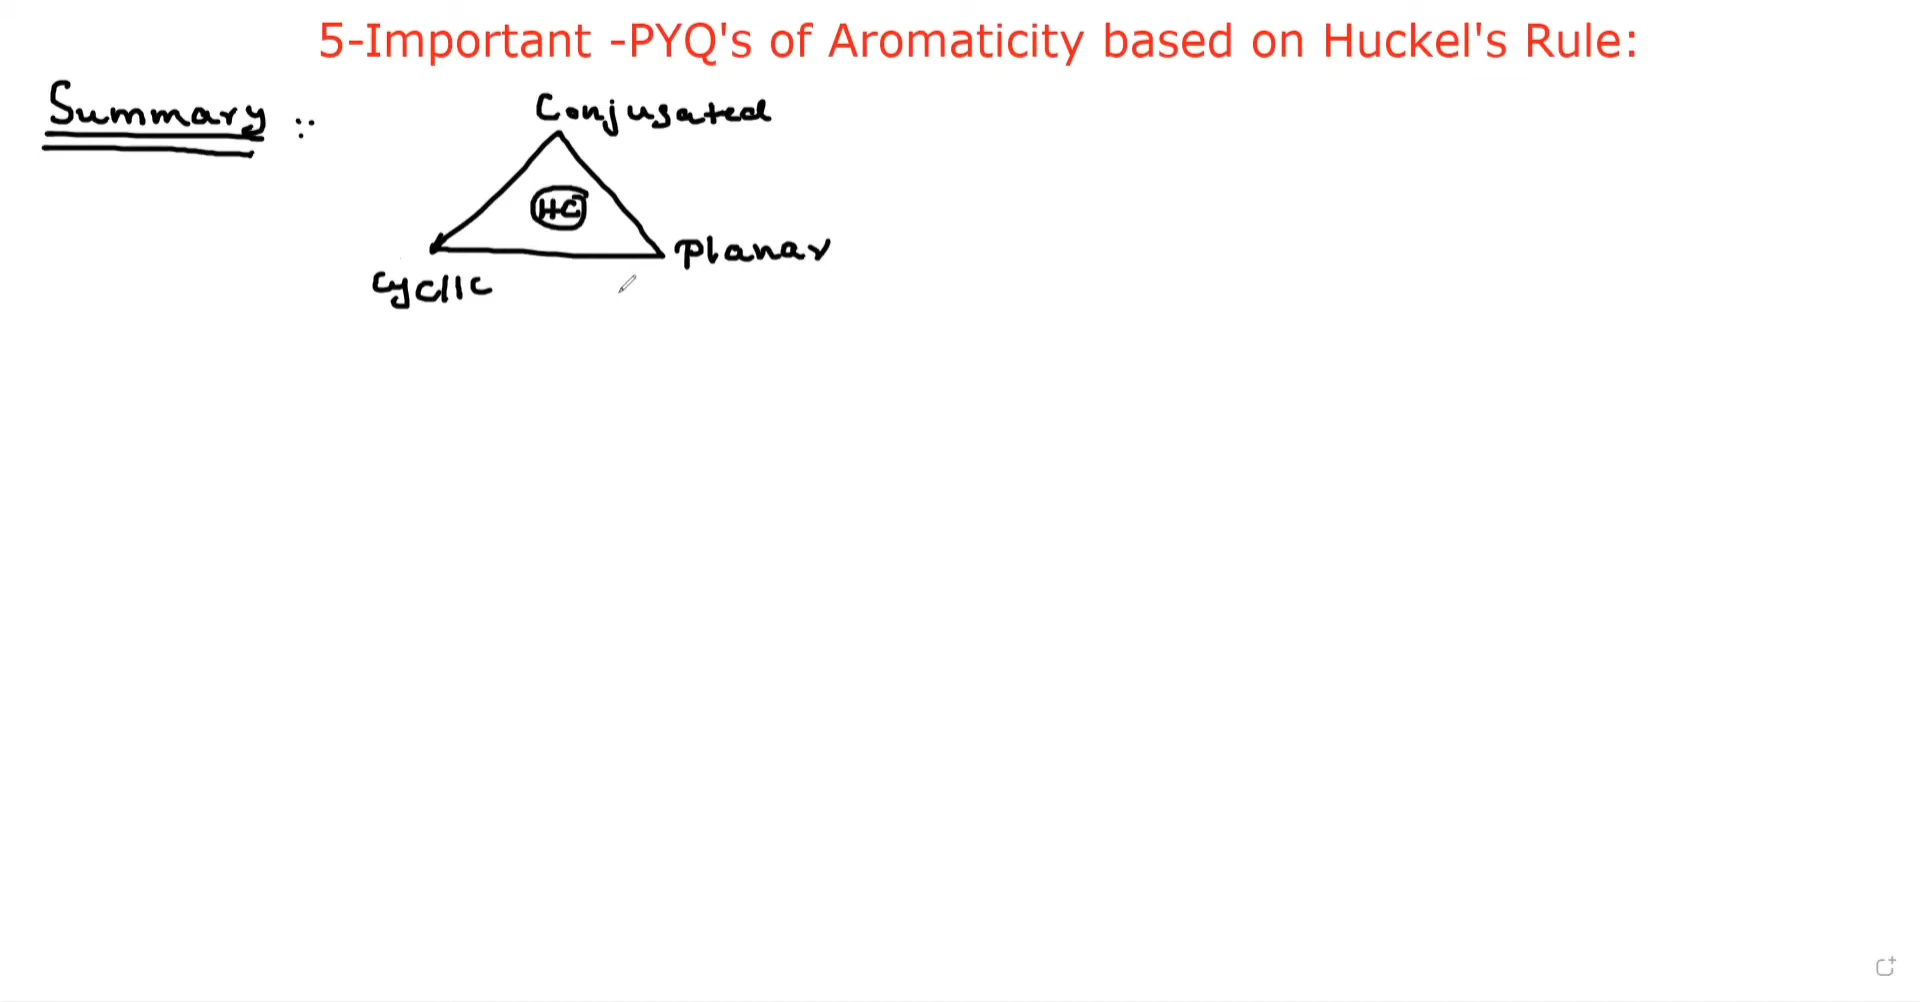 5-Important -PYQ's of Aromaticity based on Huckel's Rule:
Summary :
Conjugated
HC
Planar
Cyclic